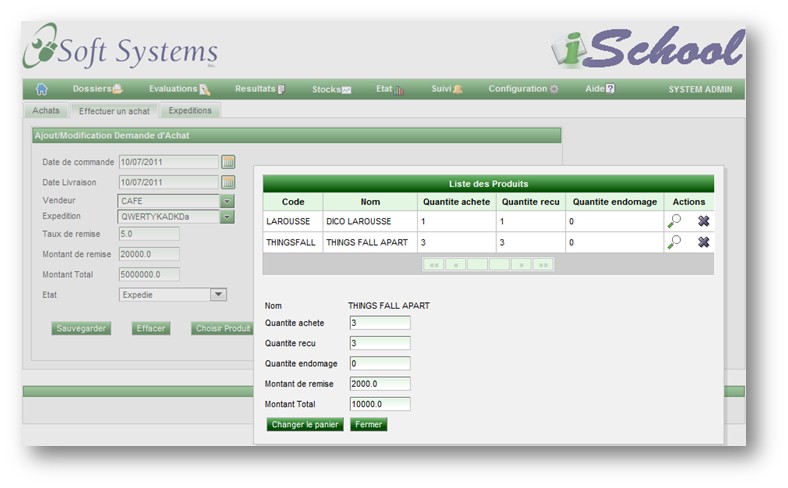 Soft Systems
iSchool
Dossiers Evaluations Resultats Stocks Etat Suivi Configuration Aide SYSTEM ADMIN
Achats Effectuer un achat Expeditions
Ajout/Modification Demande d'Achat
Date de commande 10/07/2011
Date Livraison 10/07/2011
Vendeur CAFE
Expedition QWERTYKADKDa
Taux de remise 5.0
Montant de remise 20000.0
Montant Total 5000000.0
Etat Expedie
Sauvegarder Effacer Choisir Produit
Liste des Produits
Code Nom Quantite achete Quantite recu Quantite endomage Actions
LAROUSSE DICO LAROUSSE 1 1 0
THINGSFALL THINGS FALL APART 3 3 0
«« « » »»
Nom THINGS FALL APART
Quantite achete 3
Quantite recu 3
Quantite endomage 0
Montant de remise 2000.0
Montant Total 10000.0
Changer le panier Fermer